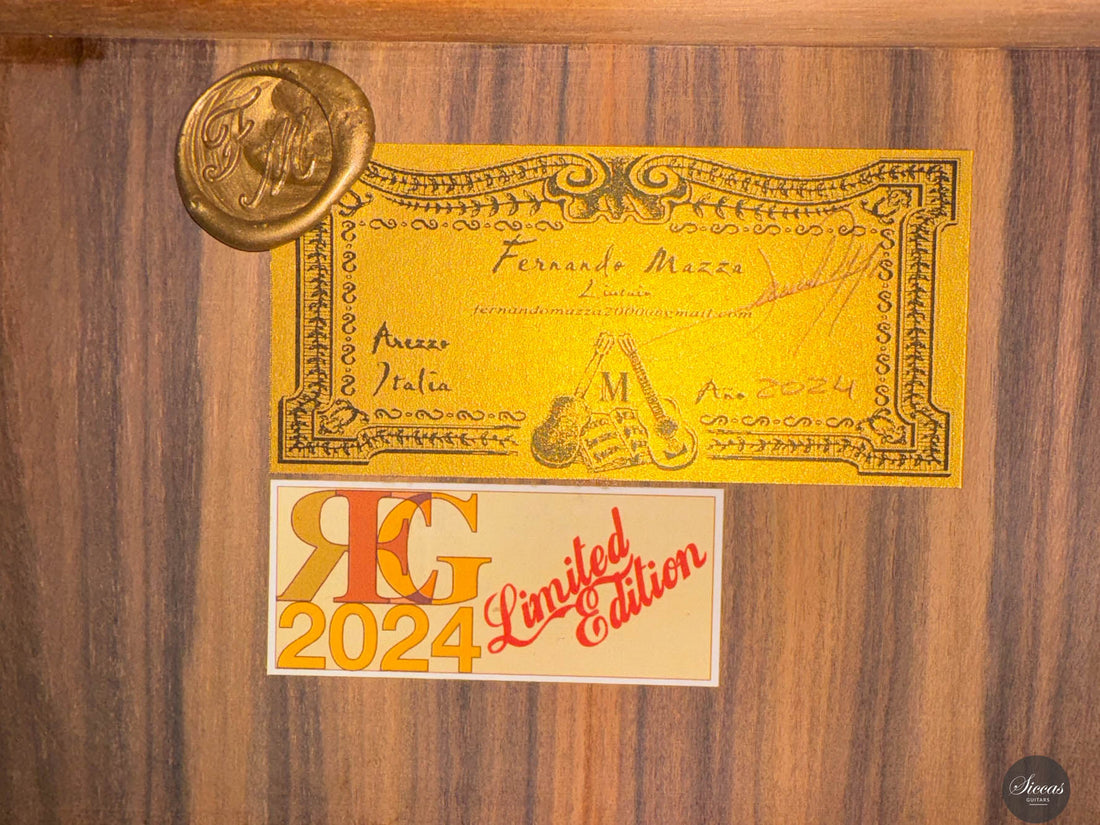 FM
Fernando Mazza
Liutaio
fernandomazza2000@gmail.com
Arezzo
Italia
M
Año 2024
REG
2024
Limited
Edition
Siccas
GUITARS